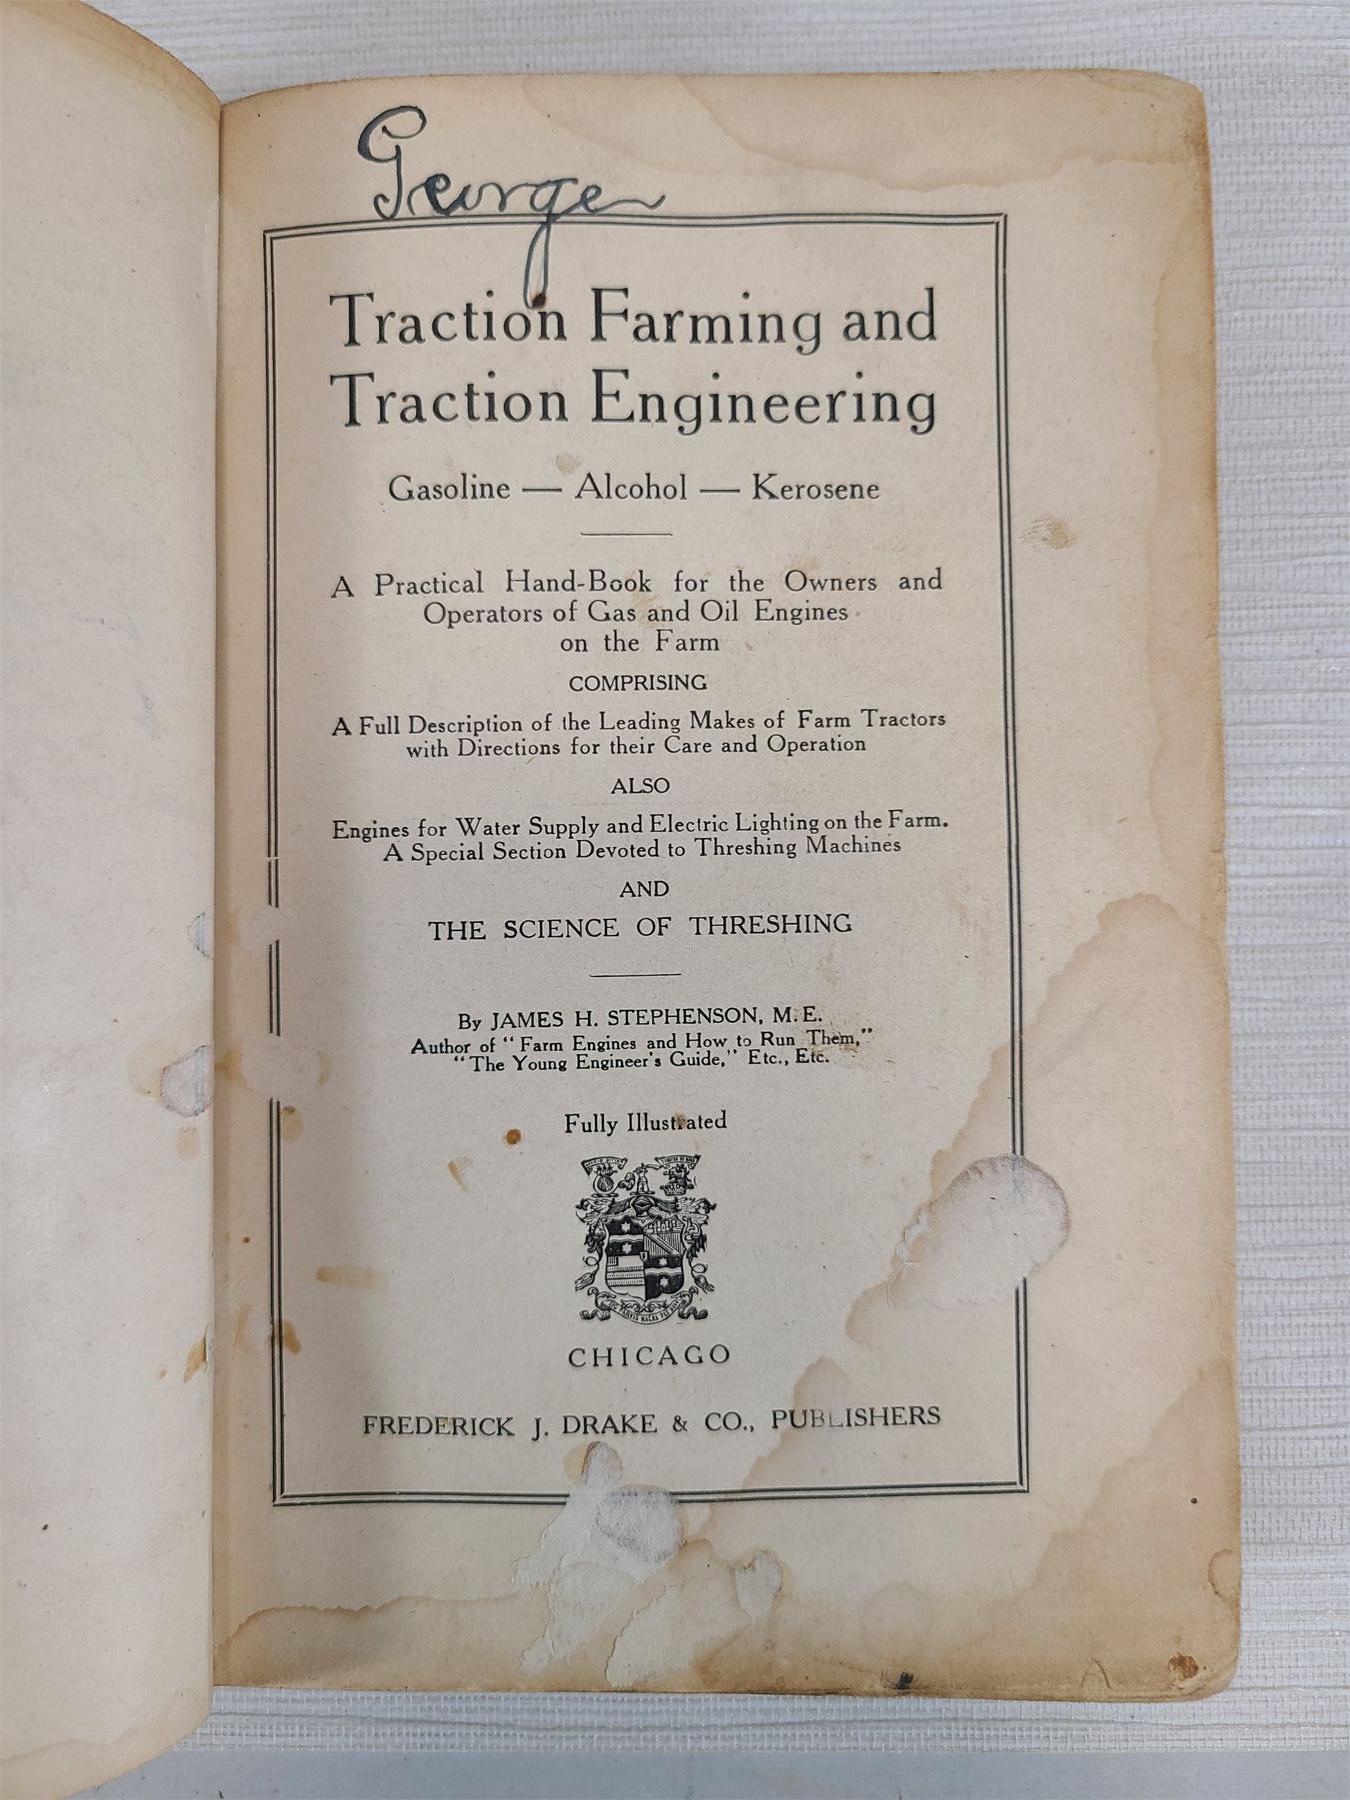 George
Traction Farming and
Traction Engineering
Gasoline — Alcohol — Kerosene
A Practical Hand-Book for the Owners and
Operators of Gas and Oil Engines
on the Farm
COMPRISING
A Full Description of the Leading Makes of Farm Tractors
with Directions for their Care and Operation
ALSO
Engines for Water Supply and Electric Lighting on the Farm.
A Special Section Devoted to Threshing Machines
AND
THE SCIENCE OF THRESHING
By JAMES H. STEPHENSON, M.E.
Author of "Farm Engines and How to Run Them,"
"The Young Engineer's Guide," Etc., Etc.
Fully Illustrated
CHICAGO
FREDERICK J. DRAKE & CO., PUBLISHERS